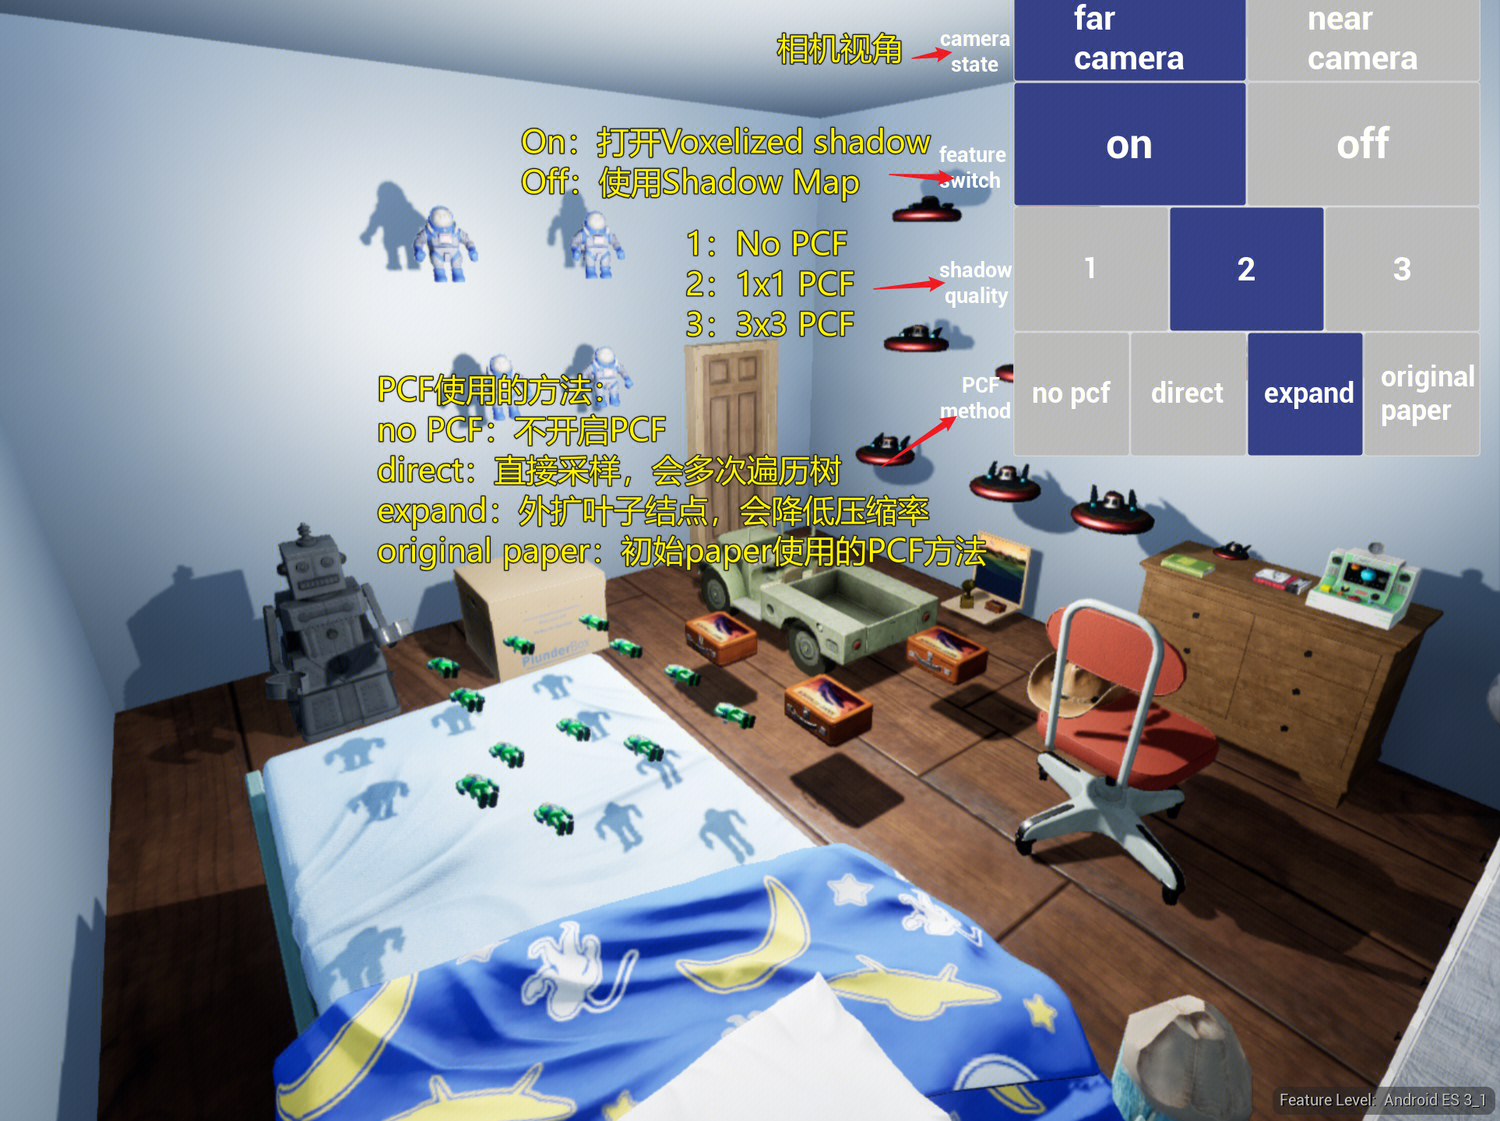 far
camera
near
camera
相机视角
camera
state
on
off
On：打开Voxelized shadow
Off：使用Shadow Map
feature
switch
1：No PCF
2：1x1 PCF
3：3x3 PCF
shadow
quality
1
2
3
PCF使用的方法：
no PCF：不开启PCF
direct：直接采样，会多次遍历树
expand：外扩叶子结点，会降低压缩率
original paper：初始paper使用的PCF方法
PCF
method
no pcf
direct
expand
original
paper
PlunderBox
Feature Level: Android ES 3_1